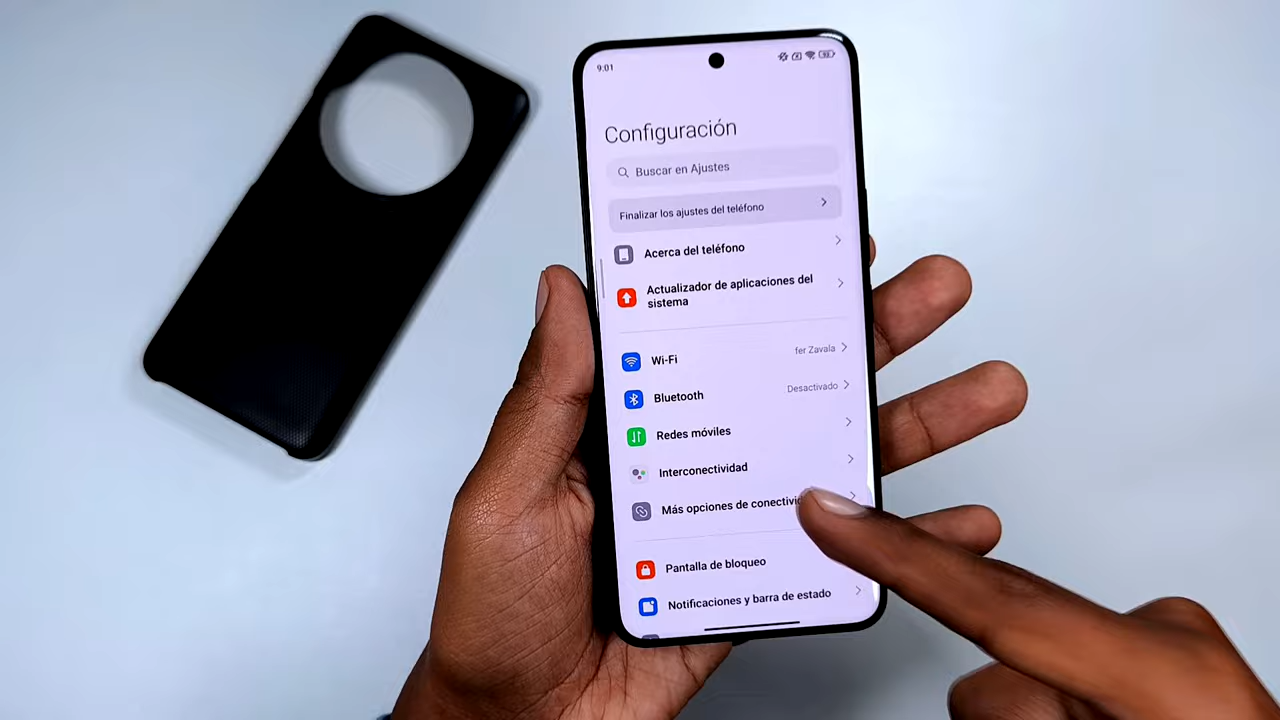 9:01
Configuración
Buscar en Ajustes
Finalizar los ajustes del teléfono
Acerca del teléfono
Actualizador de aplicaciones del
sistema
Wi-Fi fer Zavala
Bluetooth Desactivado
Redes móviles
Interconectividad
Más opciones de
Pantalla de bloqueo
Notificaciones y barra de estado